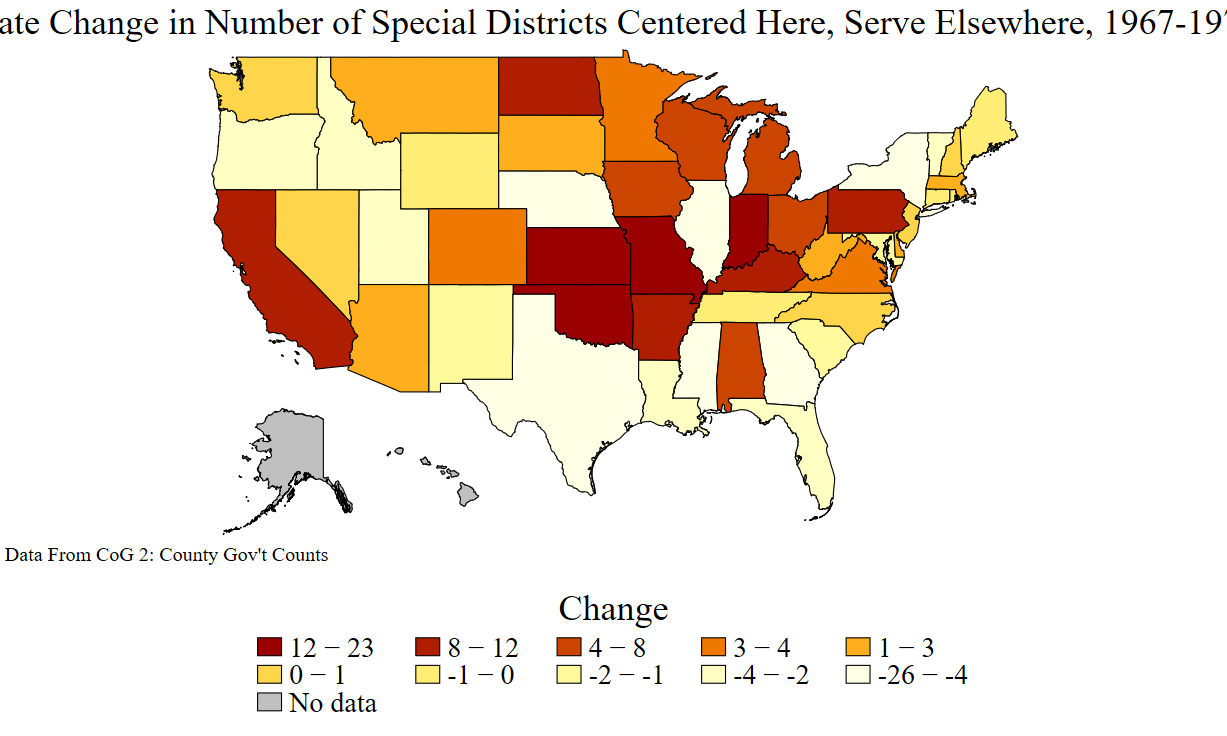 ate Change in Number of Special Districts Centered Here, Serve Elsewhere, 1967-197
Data From CoG 2: County Gov't Counts
Change
12 − 23 8 − 12 4 − 8 3 − 4 1 − 3
0 − 1 -1 − 0 -2 − -1 -4 − -2 -26 − -4
No data